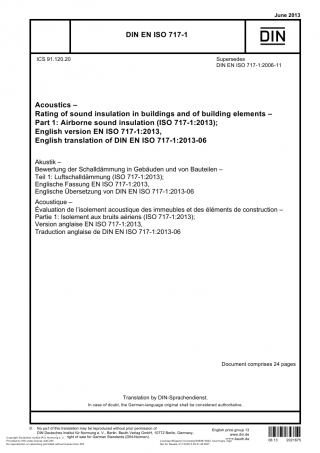 June 2013
DIN EN ISO 717-1
DIN
ICS 91.120.20
Supersedes
DIN EN ISO 717-1:2006-11
Acoustics –
Rating of sound insulation in buildings and of building elements –
Part 1: Airborne sound insulation (ISO 717-1:2013);
English version EN ISO 717-1:2013,
English translation of DIN EN ISO 717-1:2013-06
Akustik –
Bewertung der Schalldämmung in Gebäuden und von Bauteilen –
Teil 1: Luftschalldämmung (ISO 717-1:2013);
Englische Fassung EN ISO 717-1:2013,
Englische Übersetzung von DIN EN ISO 717-1:2013-06
Acoustique –
Évaluation de l'isolement acoustique des immeubles et des éléments de construction –
Partie 1: Isolement aux bruits aériens (ISO 717-1:2013);
Version anglaise EN ISO 717-1:2013,
Traduction anglaise de DIN EN ISO 717-1:2013-06
Document comprises 24 pages
Translation by DIN-Sprachendienst.
In case of doubt, the German-language original shall be considered authoritative.
© No part of this translation may be reproduced without prior permission of
DIN Deutsches Institut für Normung e. V., Berlin. Beuth Verlag GmbH, 10772 Berlin, Germany,
right of sale for German Standards (DIN-Normen).
English price group 13
www.din.de
www.beuth.de
06.13